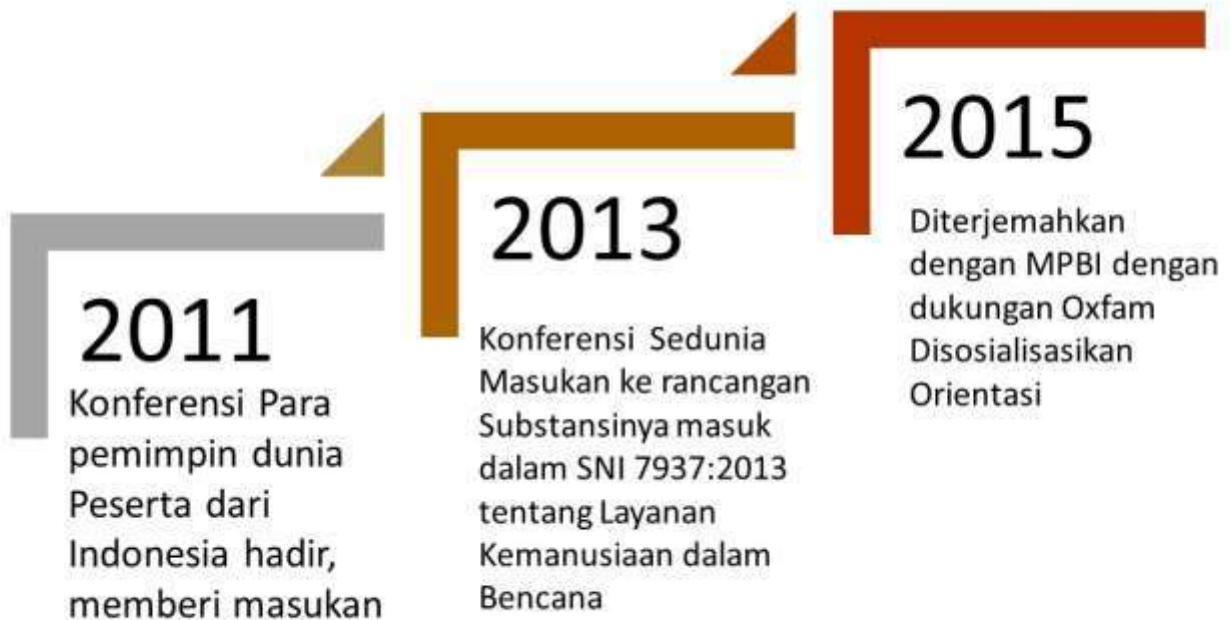 2011
Konferensi Para
pemimpin dunia
Peserta dari
Indonesia hadir,
memberi masukan
2013
Konferensi Sedunia
Masukan ke rancangan
Substansinya masuk
dalam SNI 7937:2013
tentang Layanan
Kemanusiaan dalam
Bencana
2015
Diterjemahkan
dengan MPBI dengan
dukungan Oxfam
Disosialisasikan
Orientasi